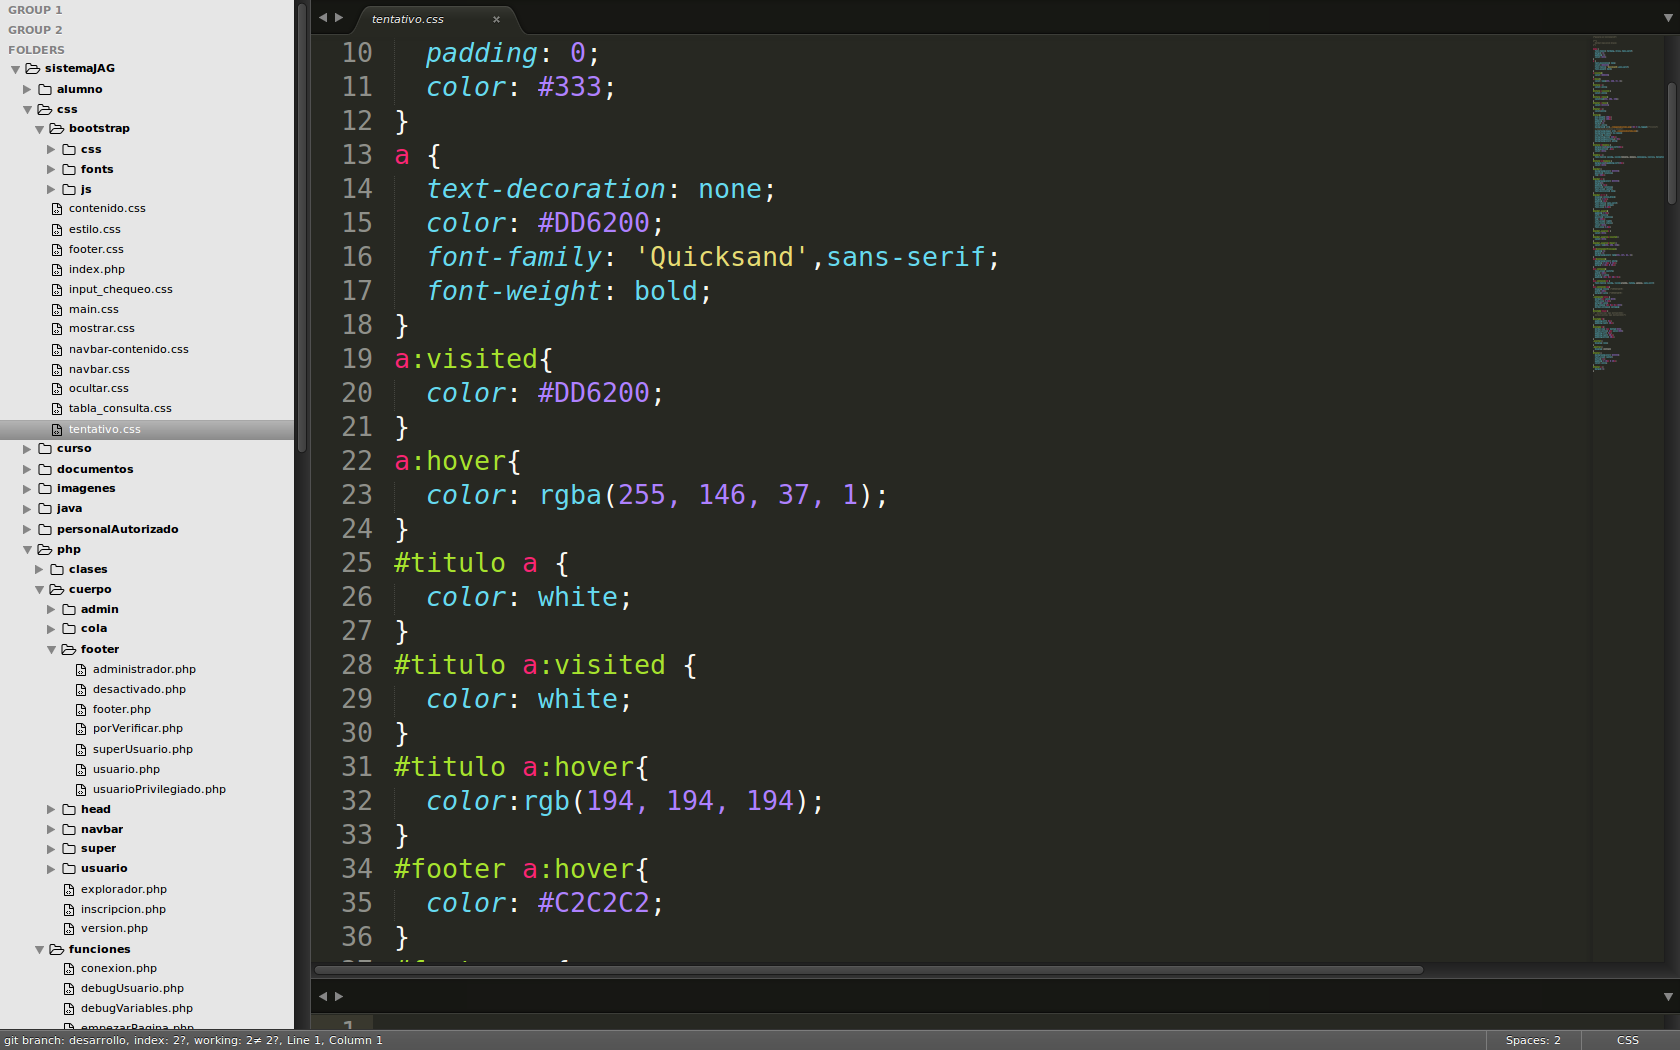 GROUP 1
GROUP 2
FOLDERS
sistemaJAG
alumno
css
bootstrap
css
fonts
js
contenido.css
estilo.css
footer.css
index.php
input_chequeo.css
main.css
mostrar.css
navbar-contenido.css
navbar.css
ocultar.css
tabla_consulta.css
tentativo.css
curso
documentos
imagenes
java
personalAutorizado
php
clases
cuerpo
admin
cola
footer
administrador.php
desactivado.php
footer.php
porVerificar.php
superUsuario.php
usuario.php
usuarioPrivilegiado.php
head
navbar
super
usuario
explorador.php
inscripcion.php
version.php
funciones
conexion.php
debugUsuario.php
debugVariables.php
empezarPagina.php
tentativo.css ×
10 padding: 0;
11 color: #333;
12 }
13 a {
14 text-decoration: none;
15 color: #DD6200;
16 font-family: 'Quicksand',sans-serif;
17 font-weight: bold;
18 }
19 a:visited{
20 color: #DD6200;
21 }
22 a:hover{
23 color: rgba(255, 146, 37, 1);
24 }
25 #titulo a {
26 color: white;
27 }
28 #titulo a:visited {
29 color: white;
30 }
31 #titulo a:hover{
32 color:rgb(194, 194, 194);
33 }
34 #footer a:hover{
35 color: #C2C2C2;
36 }
1
git branch: desarrollo, index: 2?, working: 2≠ 2?, Line 1, Column 1
Spaces: 2
CSS